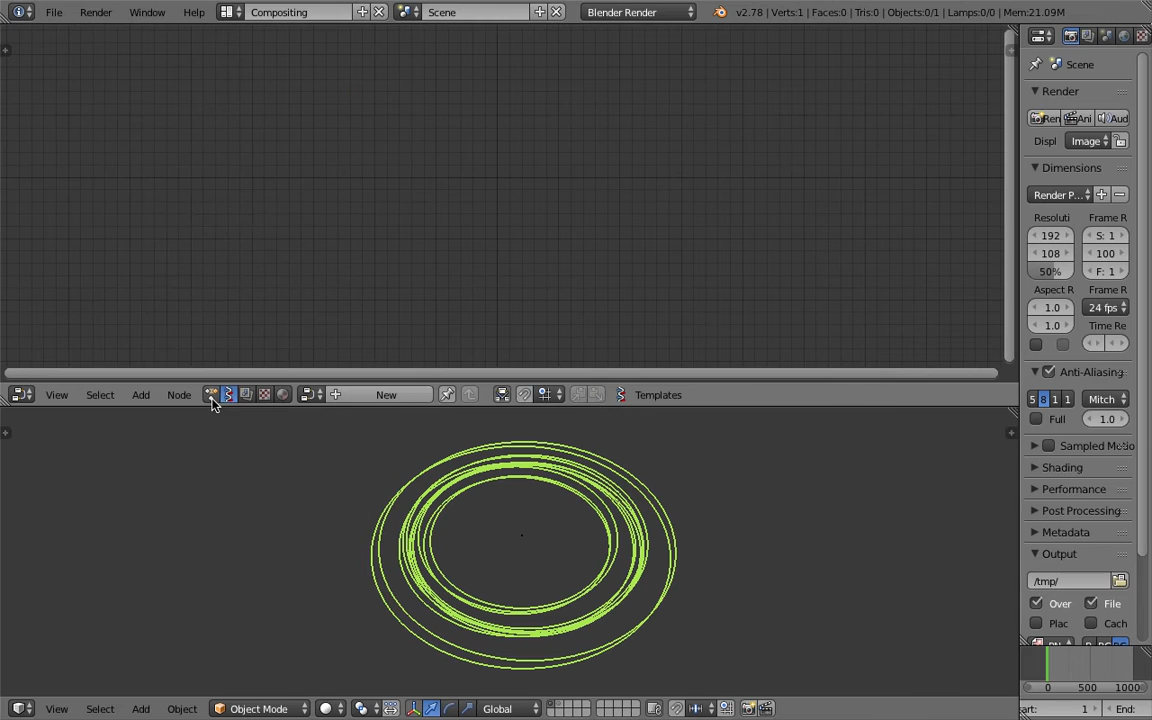 File Render Window Help Compositing Scene Blender Render v2.78 | Verts:1 | Faces:0 | Tris:0 | Objects:0/1 | Lamps:0/0 | Mem:21.09M
Scene
Render
Ren Ani Aud
Displ Image
Dimensions
Render P...
Resoluti Frame R
192 S: 1
108 100
50% F: 1
Aspect R Frame R
1.0 24 fps
1.0 Time Re
Anti-Aliasing
5 8 1 1 Mitch
Full 1.0
Sampled Motio
Shading
Performance
Post Processing
Metadata
Output
/tmp/
Over File
Plac Cach
View Select Add Node New Templates
0 500 1000
View Select Add Object Object Mode Global
art: 1 End: